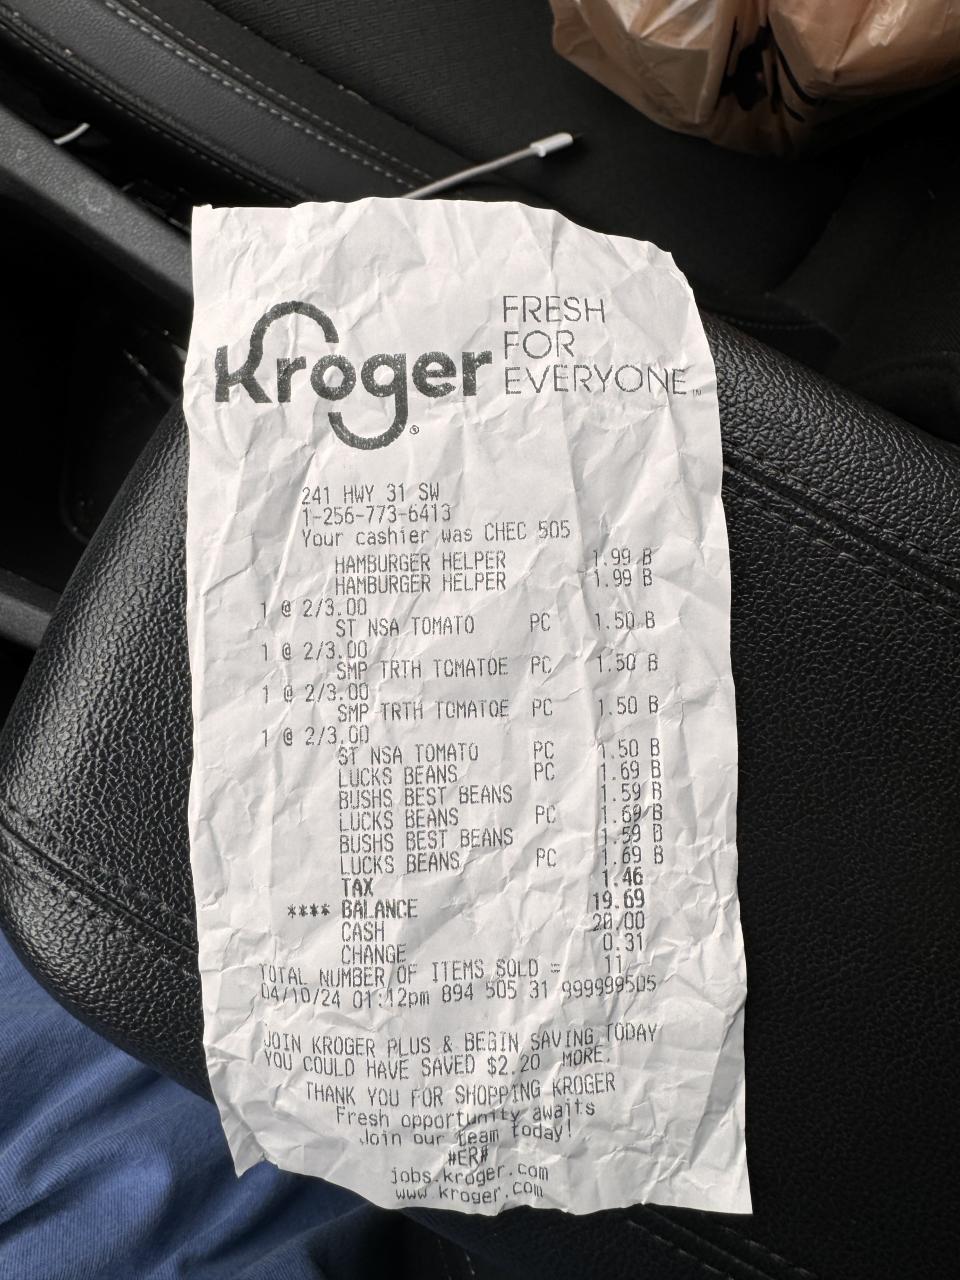 Kroger®
FRESH
FOR
EVERYONE™
241 HWY 31 SW
1-256-773-6413
Your cashier was CHEC 505
HAMBURGER HELPER 1.99 B
HAMBURGER HELPER 1.99 B
1 @ 2/3.00
ST NSA TOMATO PC 1.50 B
1 @ 2/3.00
SMP TRTH TOMATOE PC 1.50 B
1 @ 2/3.00
SMP TRTH TOMATOE PC 1.50 B
1 @ 2/3.00
ST NSA TOMATO PC 1.50 B
LUCKS BEANS PC 1.69 B
BUSHS BEST BEANS 1.59 B
LUCKS BEANS PC 1.69 B
BUSHS BEST BEANS 1.59 B
LUCKS BEANS PC 1.69 B
TAX 1.46
**** BALANCE 19.69
CASH 20.00
CHANGE 0.31
TOTAL NUMBER OF ITEMS SOLD = 11
04/10/24 01:12pm 894 505 31 999999505
JOIN KROGER PLUS & BEGIN SAVING TODAY
YOU COULD HAVE SAVED $2.20 MORE.
THANK YOU FOR SHOPPING KROGER
Fresh opportunity awaits
Join our team today!
#ER#
jobs.kroger.com
www.kroger.com